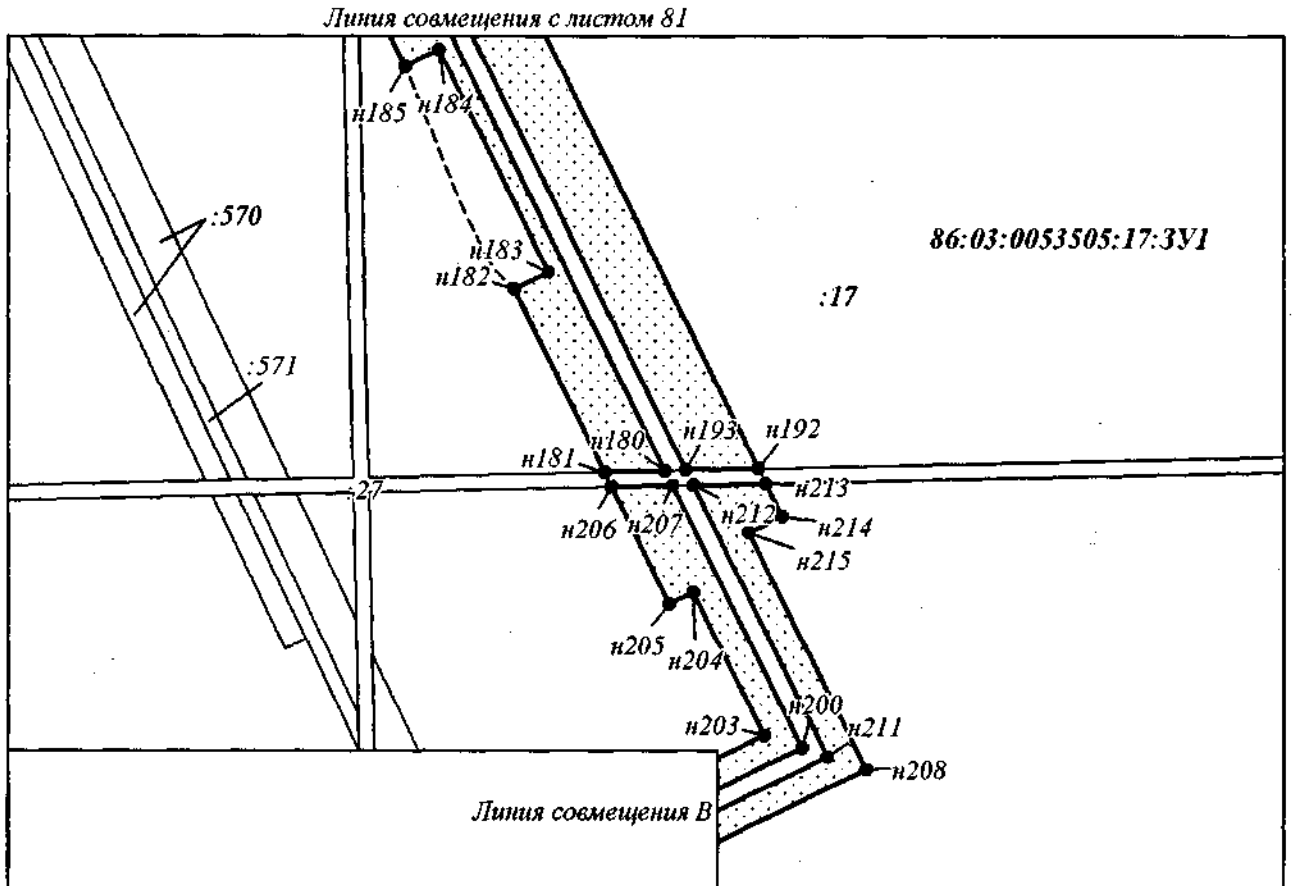 Линия совмещения с листом 81
н185
н184
:570
86:03:0053505:17:ЗУ1
н183
н182
:17
:571
н180
н193
н192
н181
:27
н213
н206
н207
н212
н214
н215
н205
н204
н203
н200
н211
н208
Линия совмещения В